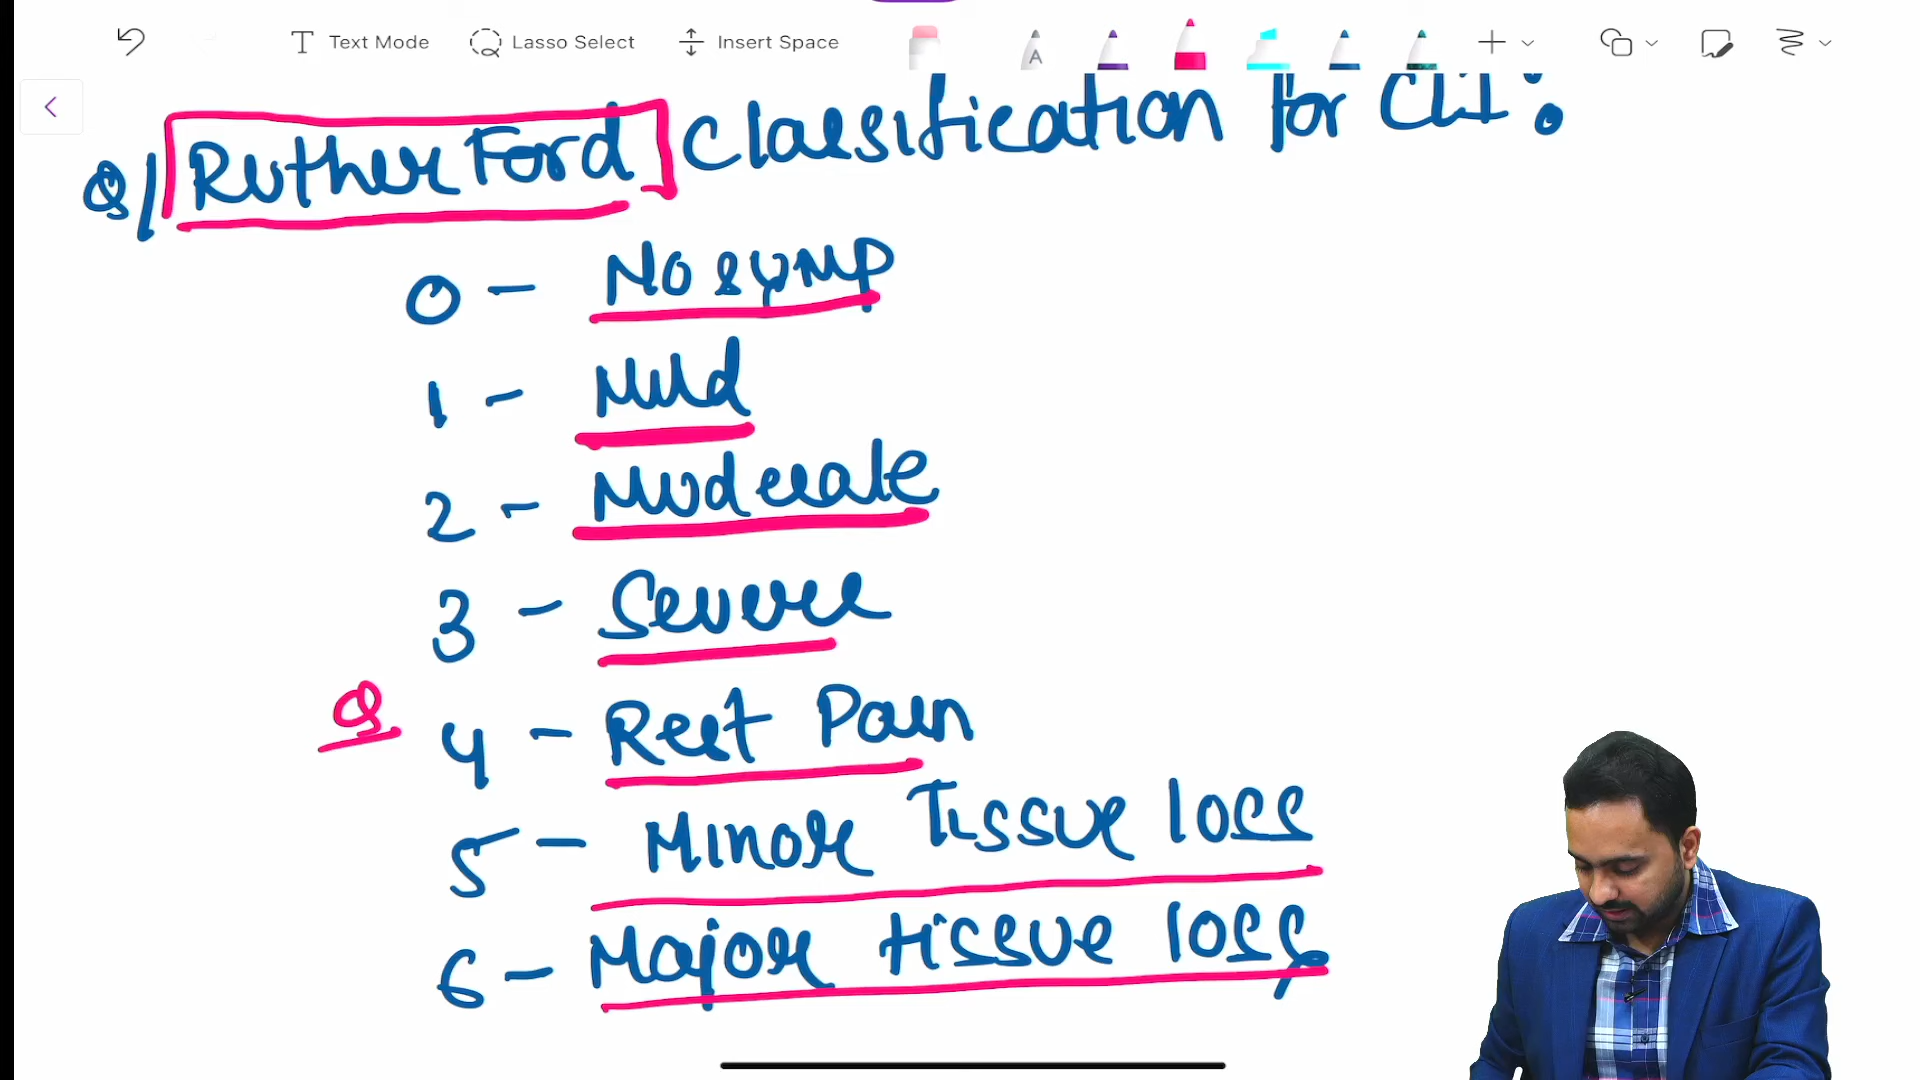 Text Mode Lasso Select Insert Space
A
Q/ RutherFord Classification for CLI :
0 - No symp
1 - Mild
2 - Moderate
3 - Severe
Q 4 - Rest Pain
5 - Minor Tissue loss
6 - Major tissue loss